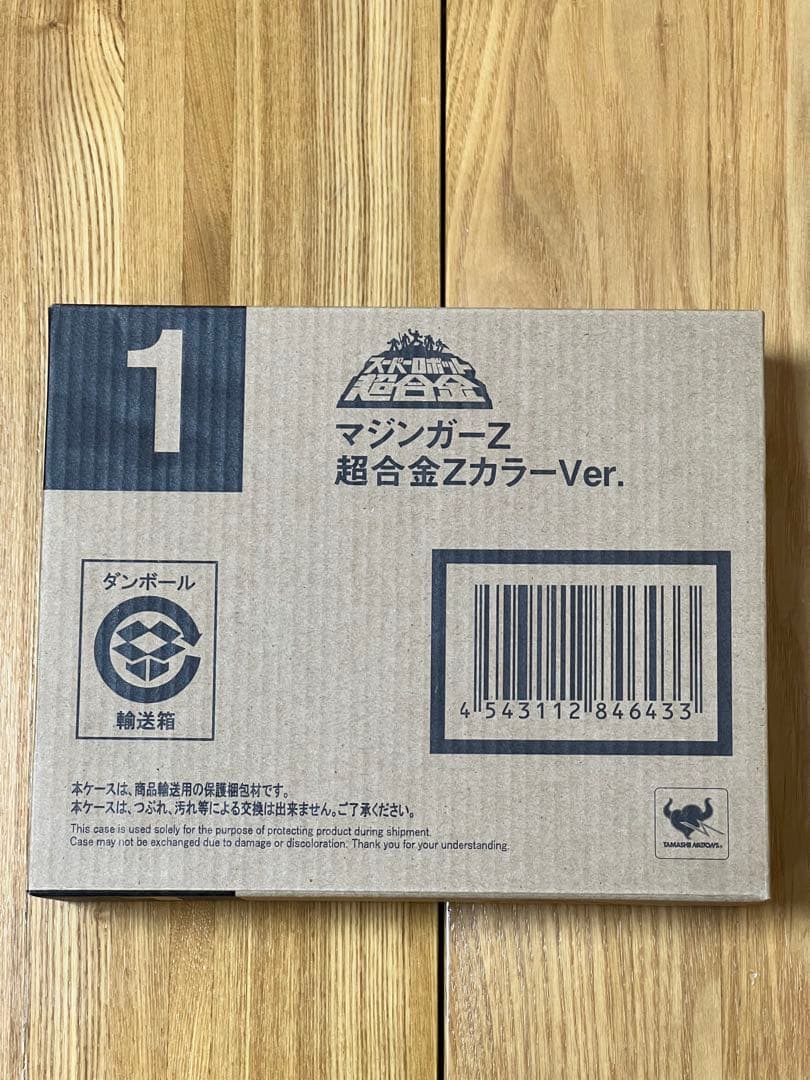 1
スーパーロボット
超合金
マジンガーZ
超合金ZカラーVer.
ダンボール
輸送箱
4 543112 846433
本ケースは、商品輸送用の保護梱包材です。
本ケースは、つぶれ、汚れ等による交換は出来ません。ご了承ください。
This case is used solely for the purpose of protecting product during shipment.
Case may not be exchanged due to damage or discoloration. Thank you for your understanding.
TAMASHII NATIONS®